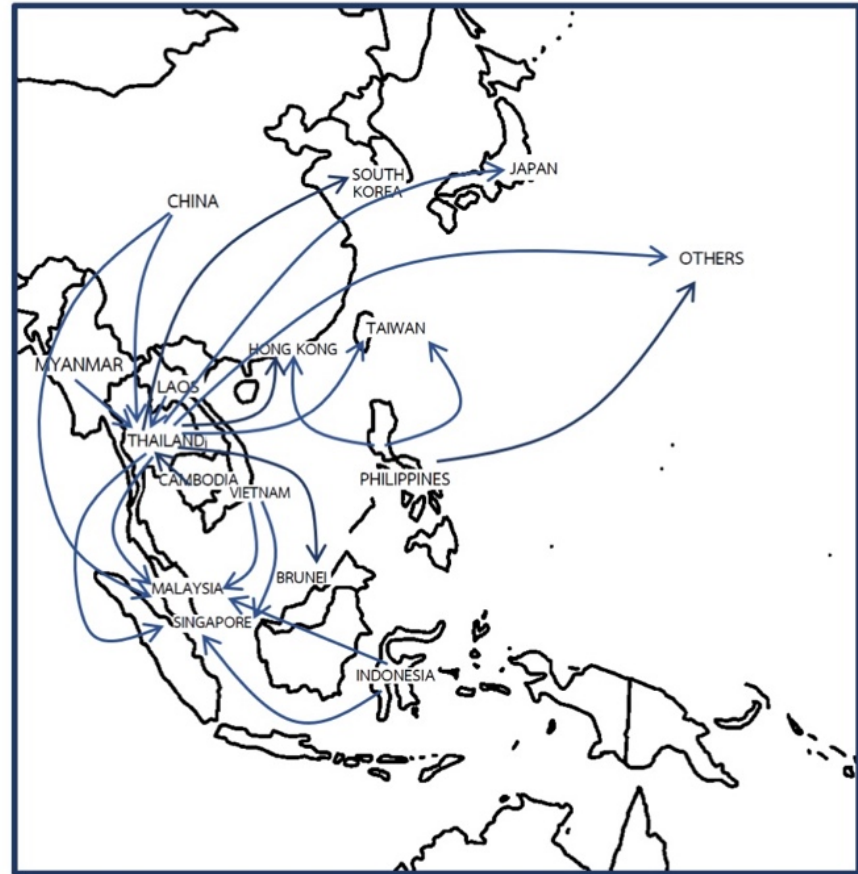 JAPAN
SOUTH
KOREA
CHINA
OTHERS
TAIWAN
HONG KONG
MYANMAR
LAOS
THAILAND
CAMBODIA
PHILIPPINES
VIETNAM
BRUNEI
MALAYSIA
SINGAPORE
INDONESIA